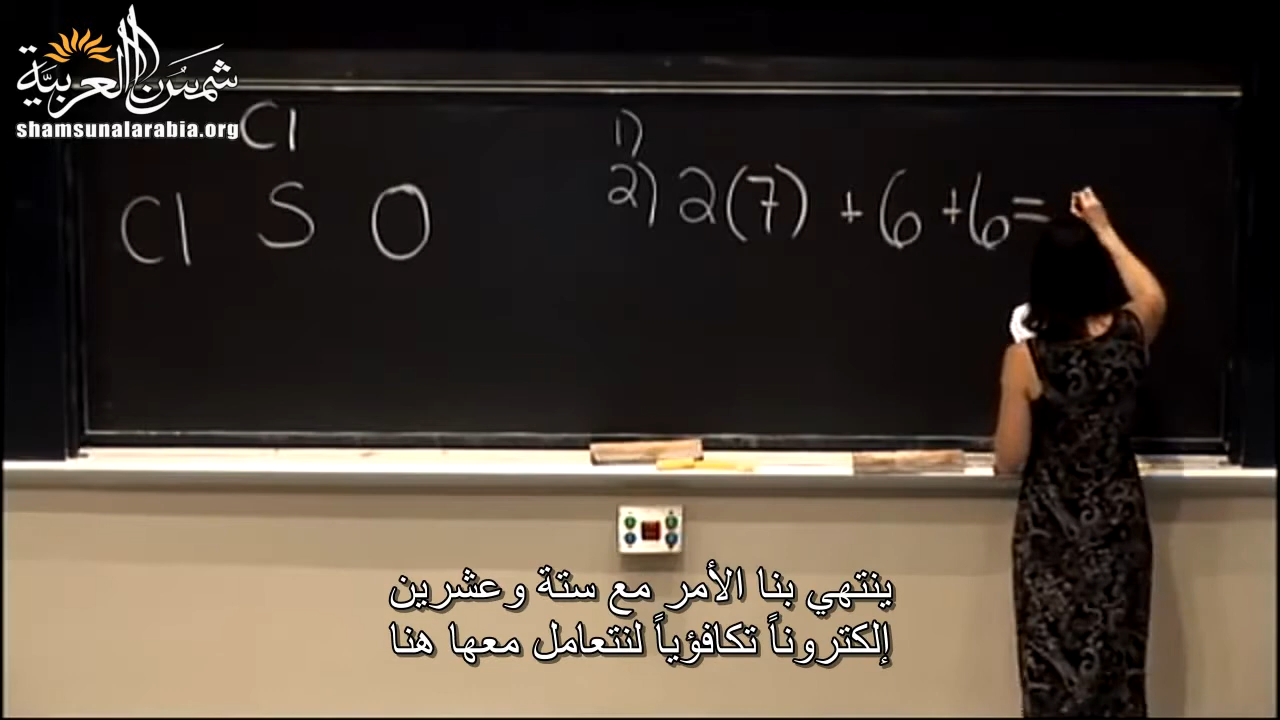 شمس العربية
shamsunalarabia.org
Cl
Cl S O
1)
2) 2(7) + 6 + 6 =
ينتهي بنا الأمر مع ستة وعشرين
إلكتروناً تكافؤياً لنتعامل معها هنا